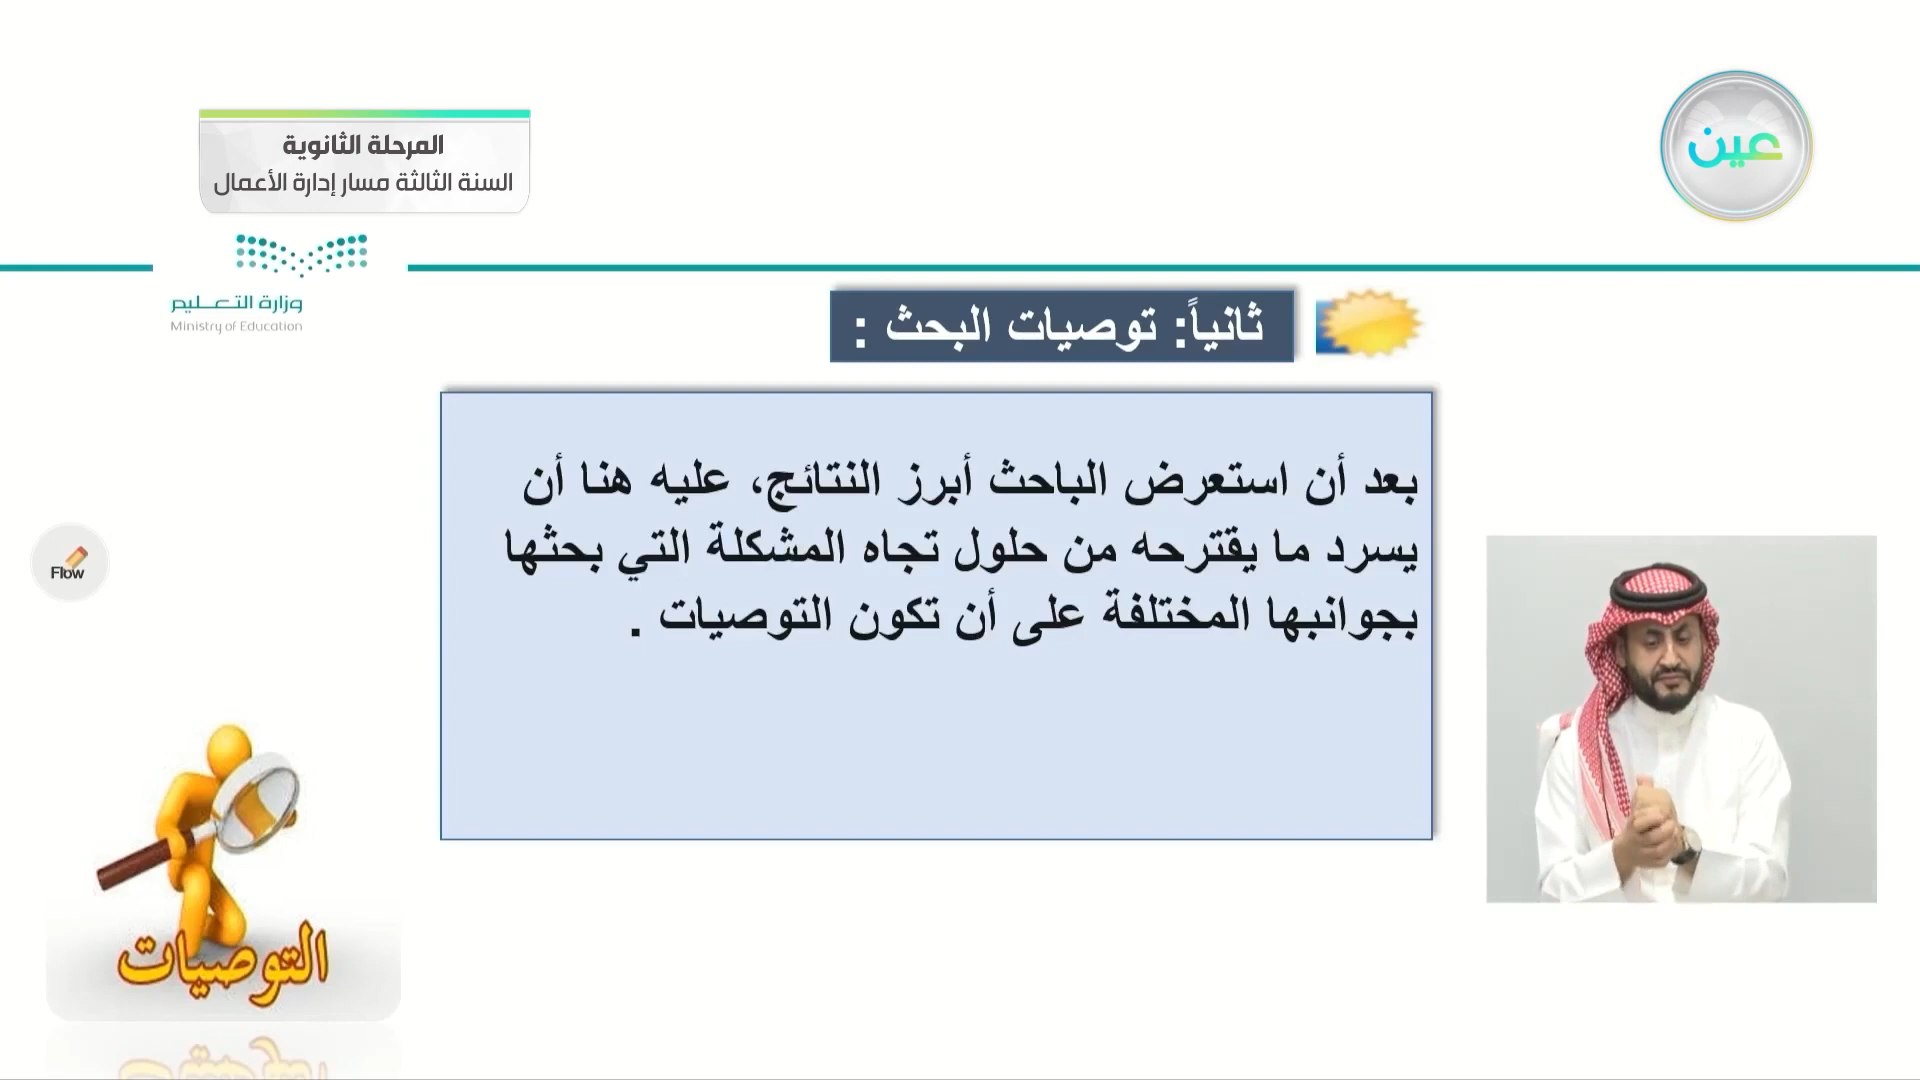 المرحلة الثانوية
السنة الثالثة مسار إدارة الأعمال
عين
وزارة التعـــليم
Ministry of Education
ثانياً: توصيات البحث :
بعد أن استعرض الباحث أبرز النتائج، عليه هنا أن
يسرد ما يقترحه من حلول تجاه المشكلة التي بحثها
بجوانبها المختلفة على أن تكون التوصيات .
Flow
التوصيات